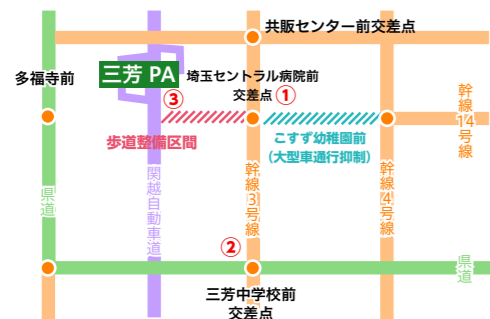 共販センター前交差点
多福寺前
三芳 PA
埼玉セントラル病院前
交差点
①
③
歩道整備区間
こすず幼稚園前
(大型車通行抑制)
幹線14号線
県道
関越自動車道
幹線3号線
幹線4号線
②
県道
三芳中学校前
交差点